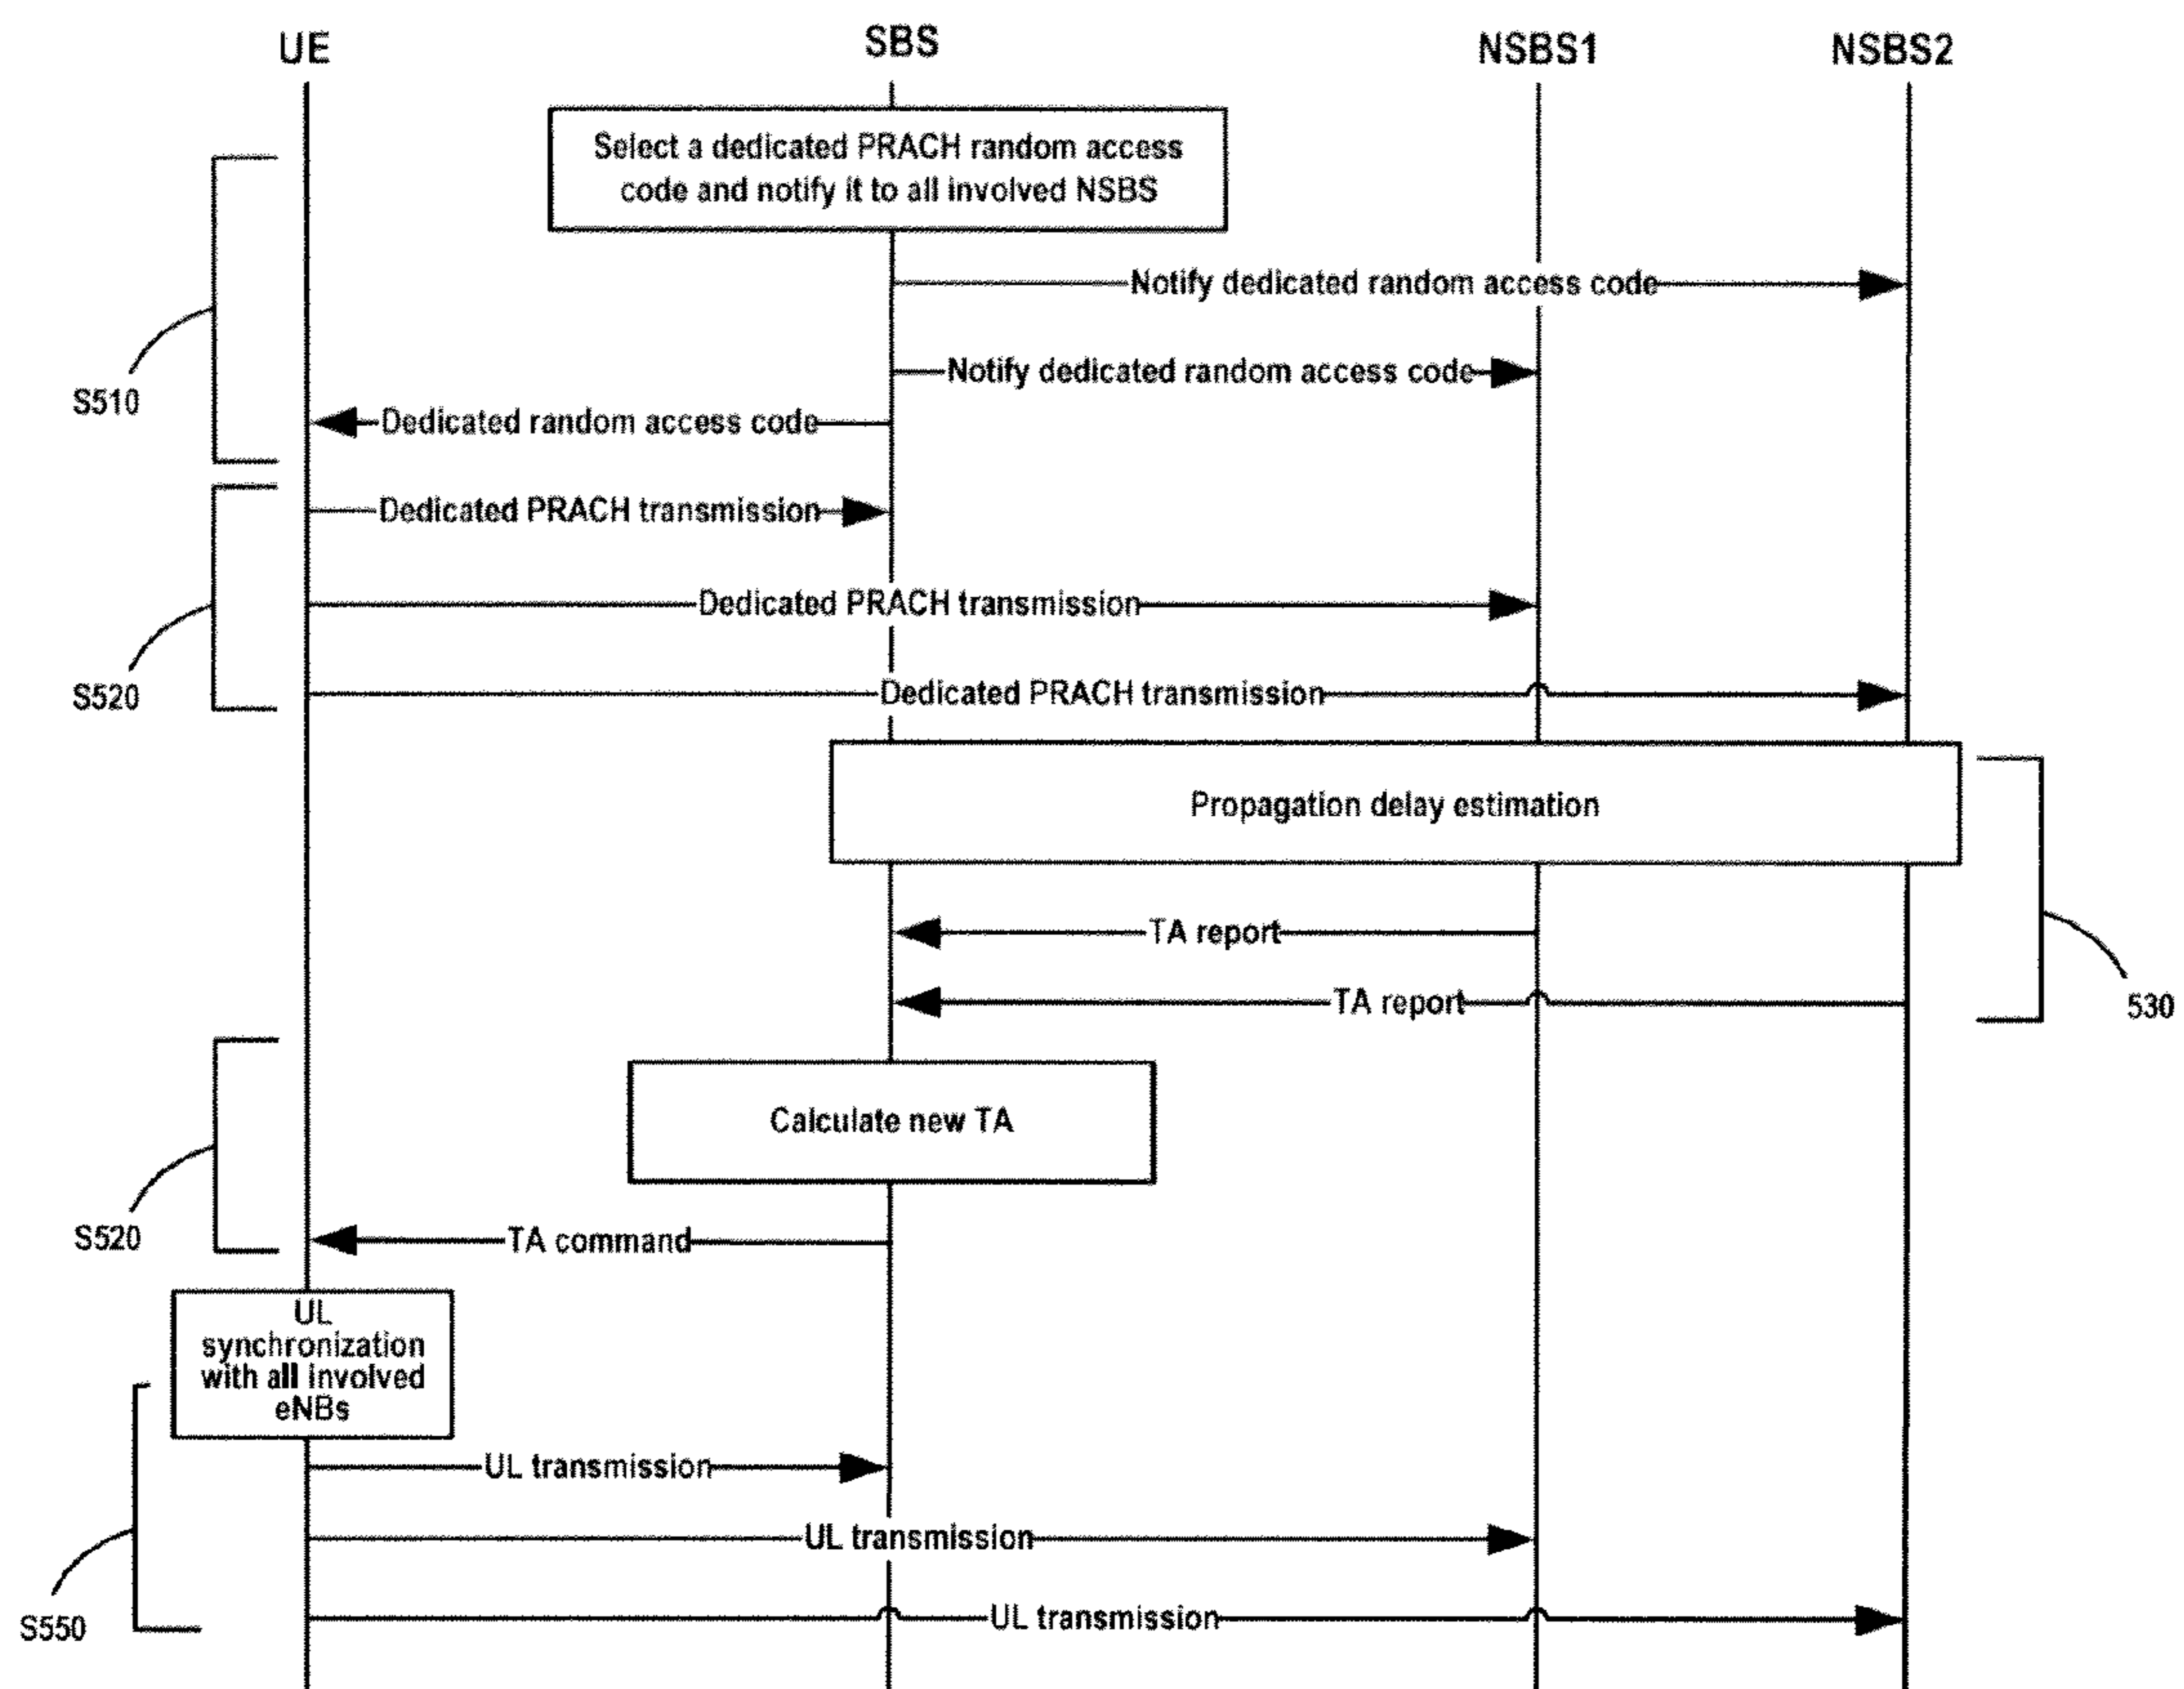 UE
SBS
NSBS1
NSBS2
Select a dedicated PRACH random access
code and notify it to all involved NSBS
Notify dedicated random access code
Notify dedicated random access code
S510
Dedicated random access code
Dedicated PRACH transmission
Dedicated PRACH transmission
S520
Dedicated PRACH transmission
Propagation delay estimation
TA report
TA report
530
Calculate new TA
S520
TA command
UL
synchronization
with all involved
eNBs
UL transmission
UL transmission
S550
UL transmission